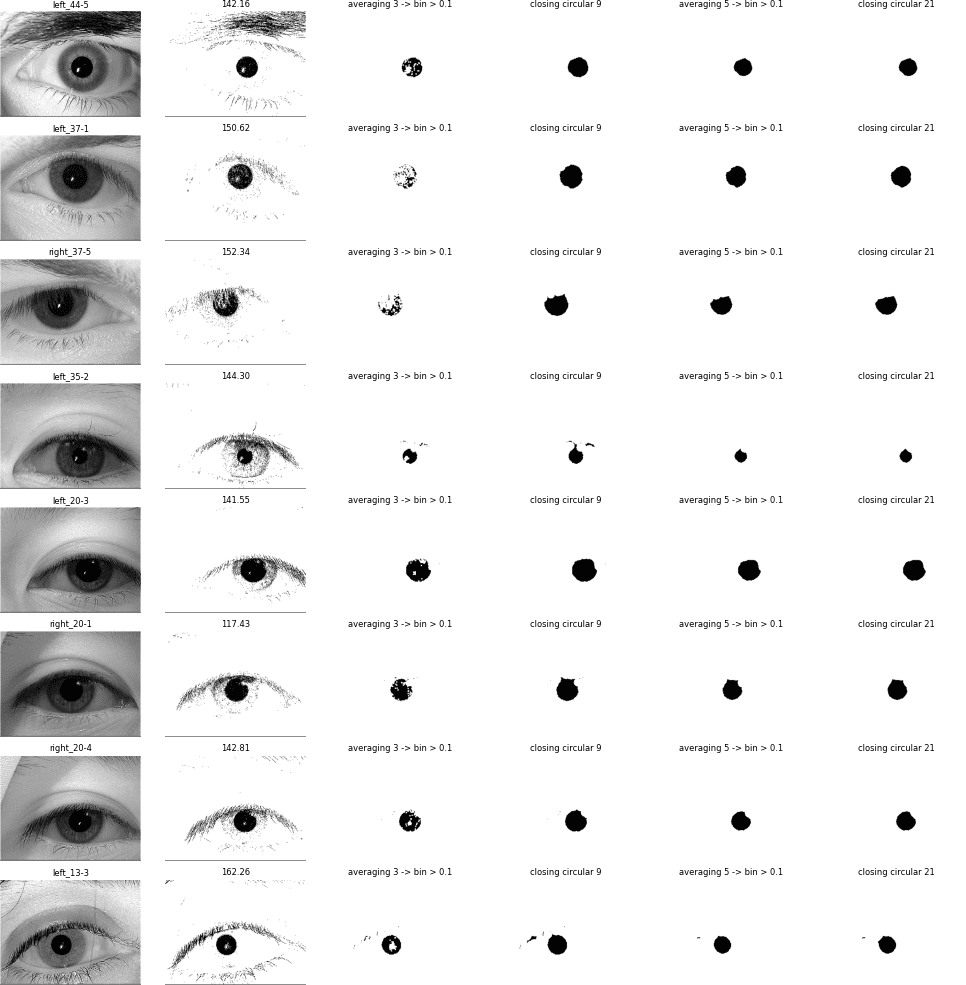 left_44-5 142.16 averaging 3 -> bin > 0.1 closing circular 9 averaging 5 -> bin > 0.1 closing circular 21
left_37-1 150.62 averaging 3 -> bin > 0.1 closing circular 9 averaging 5 -> bin > 0.1 closing circular 21
right_37-5 152.34 averaging 3 -> bin > 0.1 closing circular 9 averaging 5 -> bin > 0.1 closing circular 21
left_35-2 144.30 averaging 3 -> bin > 0.1 closing circular 9 averaging 5 -> bin > 0.1 closing circular 21
left_20-3 141.55 averaging 3 -> bin > 0.1 closing circular 9 averaging 5 -> bin > 0.1 closing circular 21
right_20-1 117.43 averaging 3 -> bin > 0.1 closing circular 9 averaging 5 -> bin > 0.1 closing circular 21
right_20-4 142.81 averaging 3 -> bin > 0.1 closing circular 9 averaging 5 -> bin > 0.1 closing circular 21
left_13-3 162.26 averaging 3 -> bin > 0.1 closing circular 9 averaging 5 -> bin > 0.1 closing circular 21